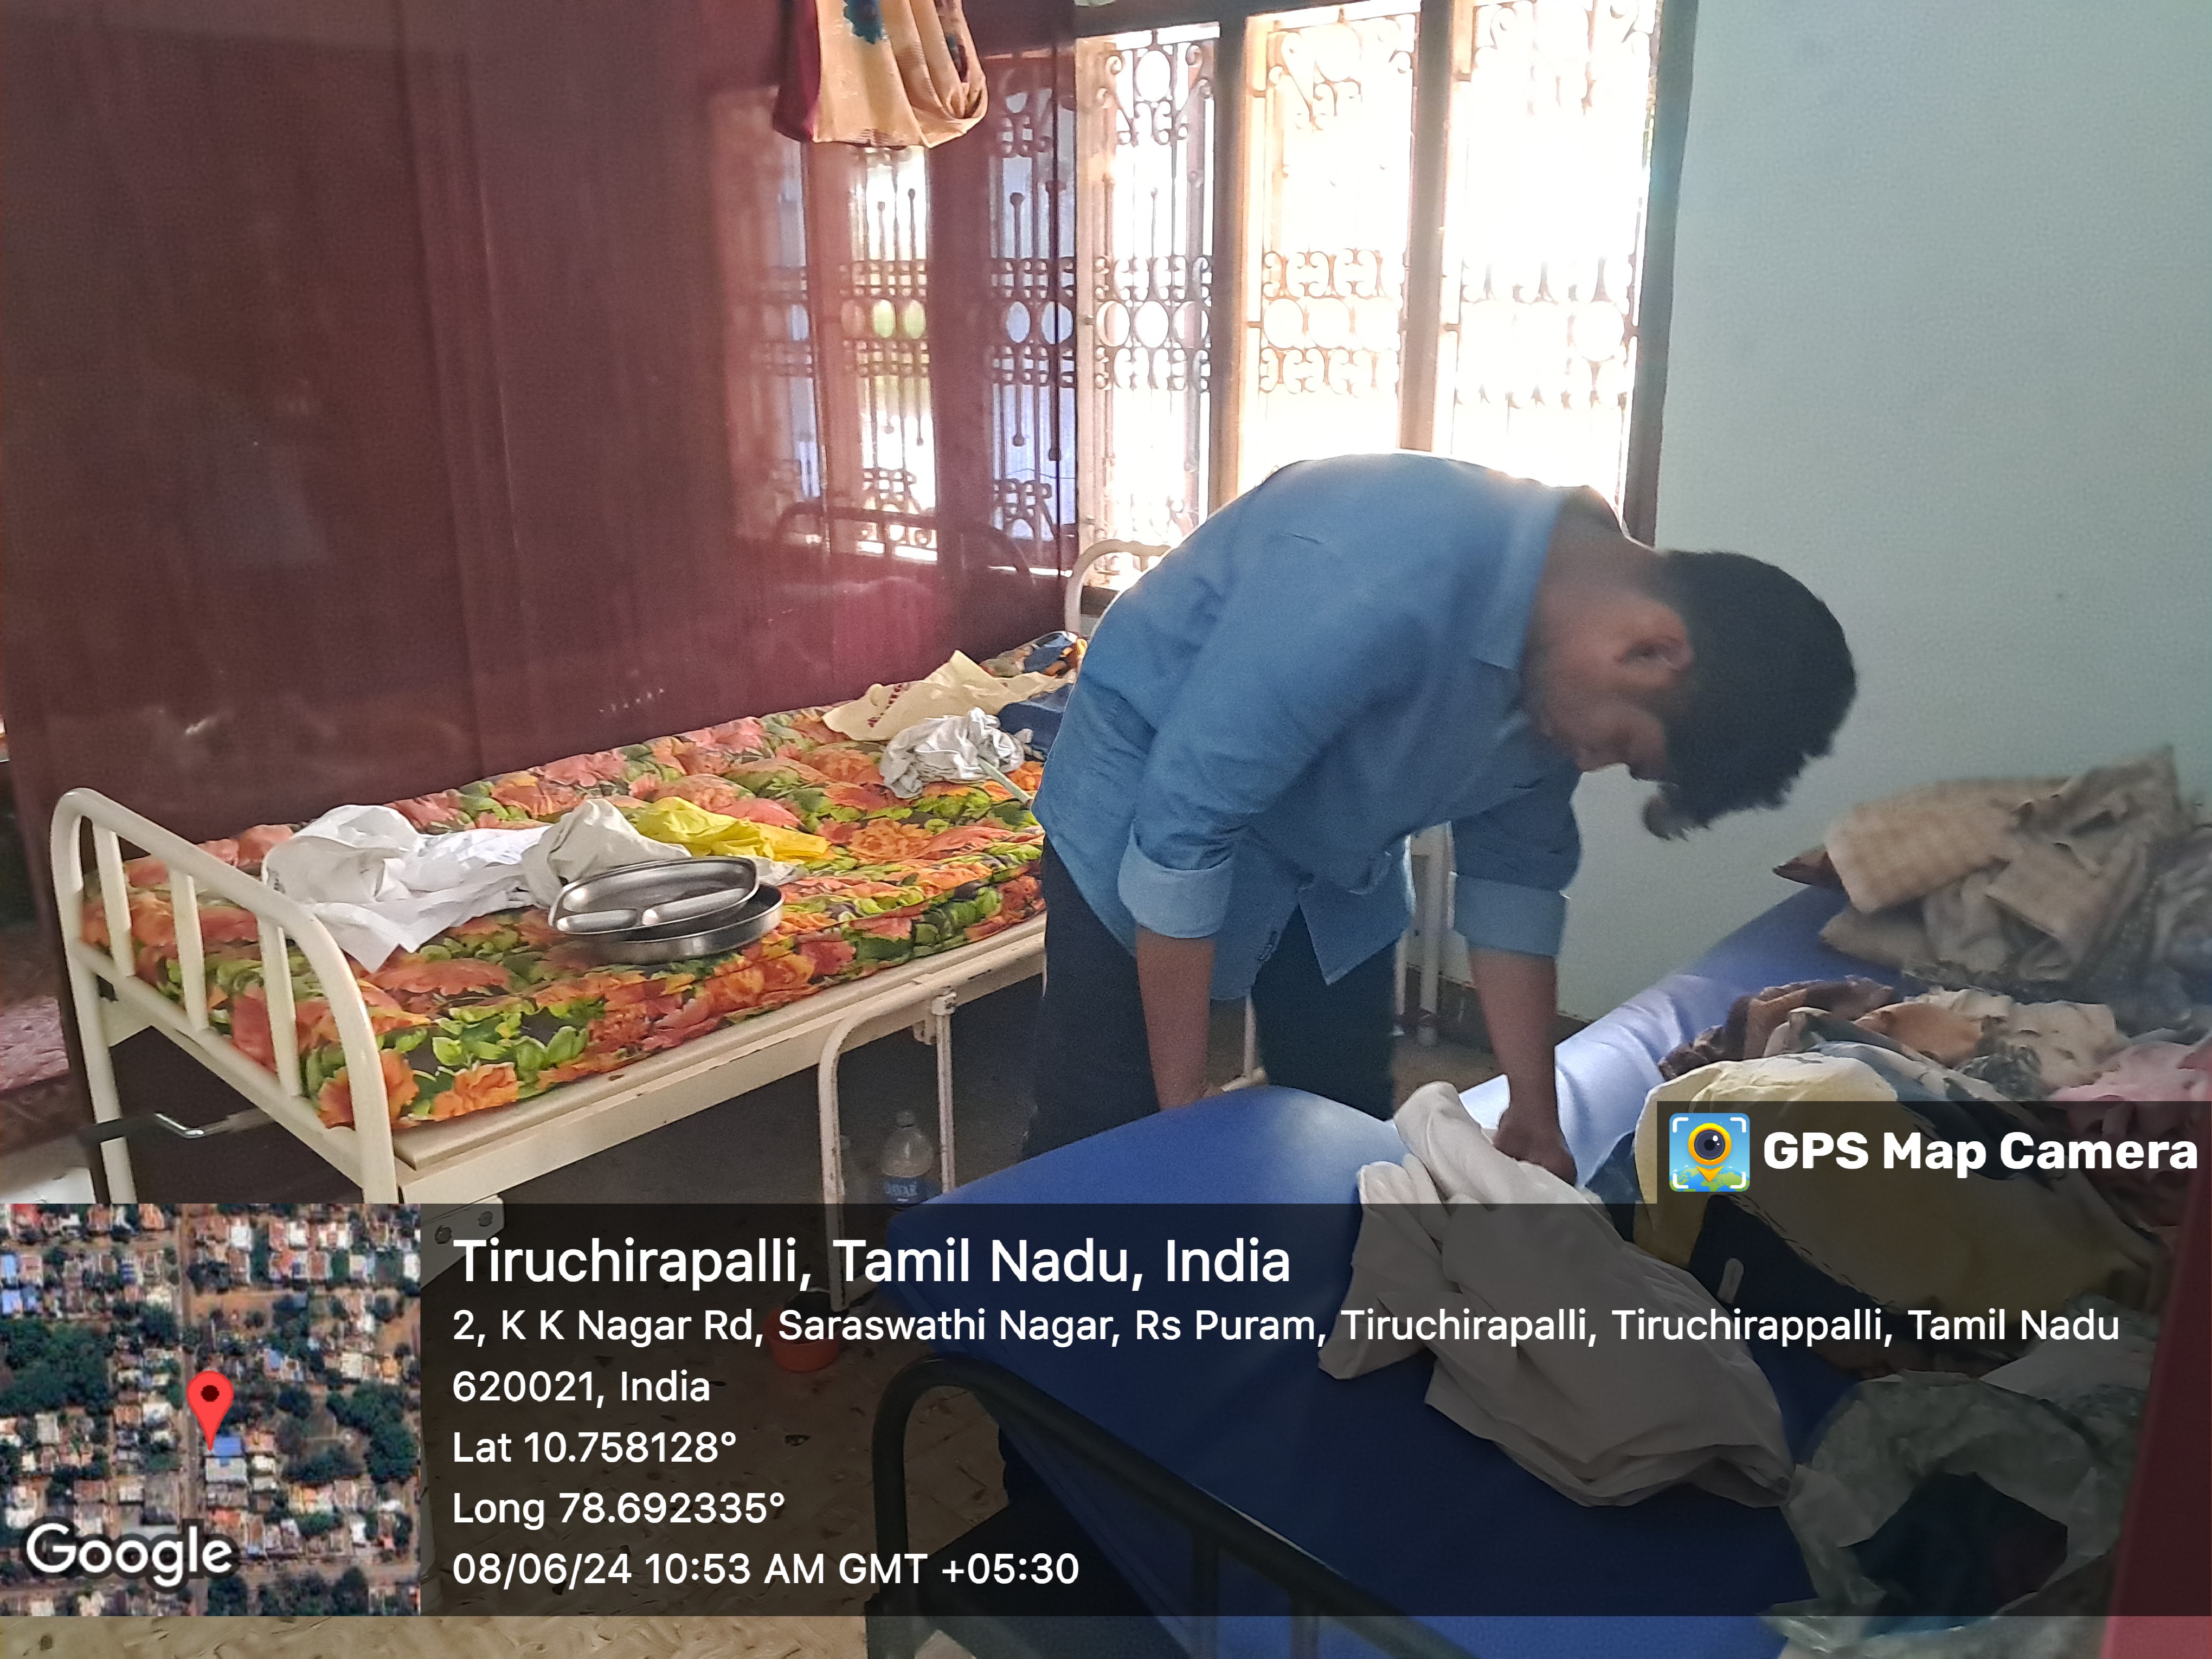 GPS Map Camera
Tiruchirapalli, Tamil Nadu, India
2, K K Nagar Rd, Saraswathi Nagar, Rs Puram, Tiruchirapalli, Tiruchirappalli, Tamil Nadu
620021, India
Lat 10.758128°
Long 78.692335°
08/06/24 10:53 AM GMT +05:30
Google